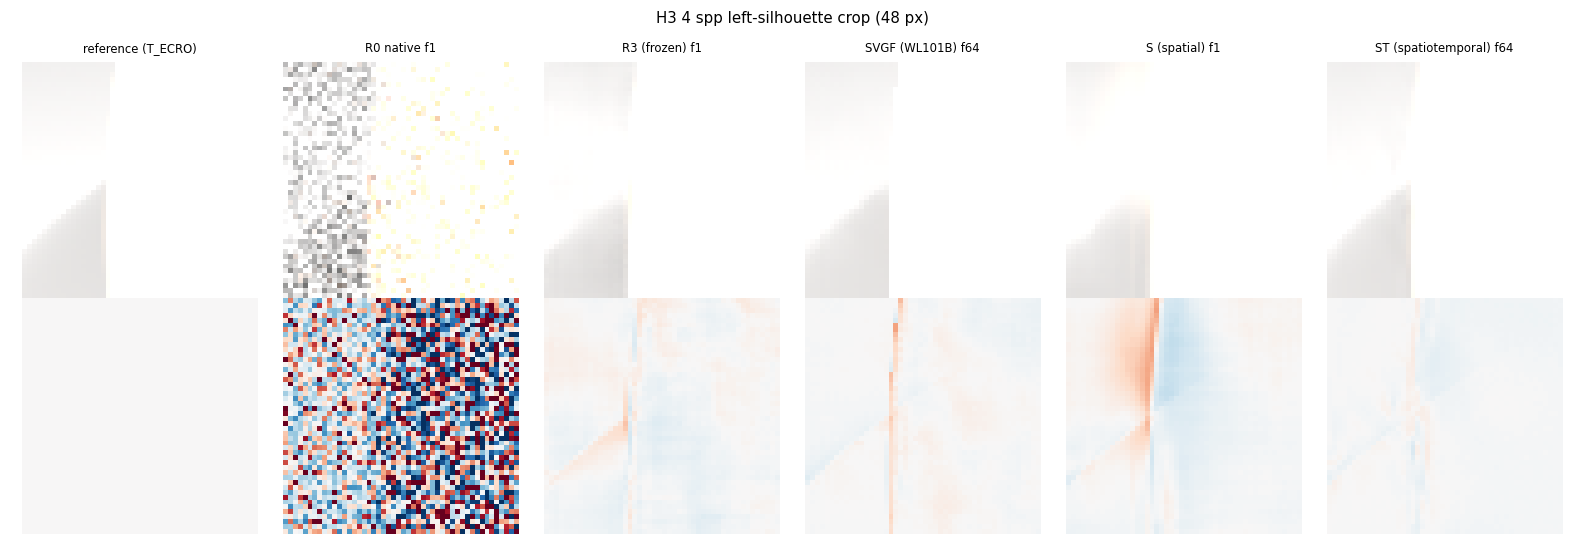 H3 4 spp left-silhouette crop (48 px)
reference (T_ECRO)
R0 native f1
R3 (frozen) f1
SVGF (WL101B) f64
S (spatial) f1
ST (spatiotemporal) f64